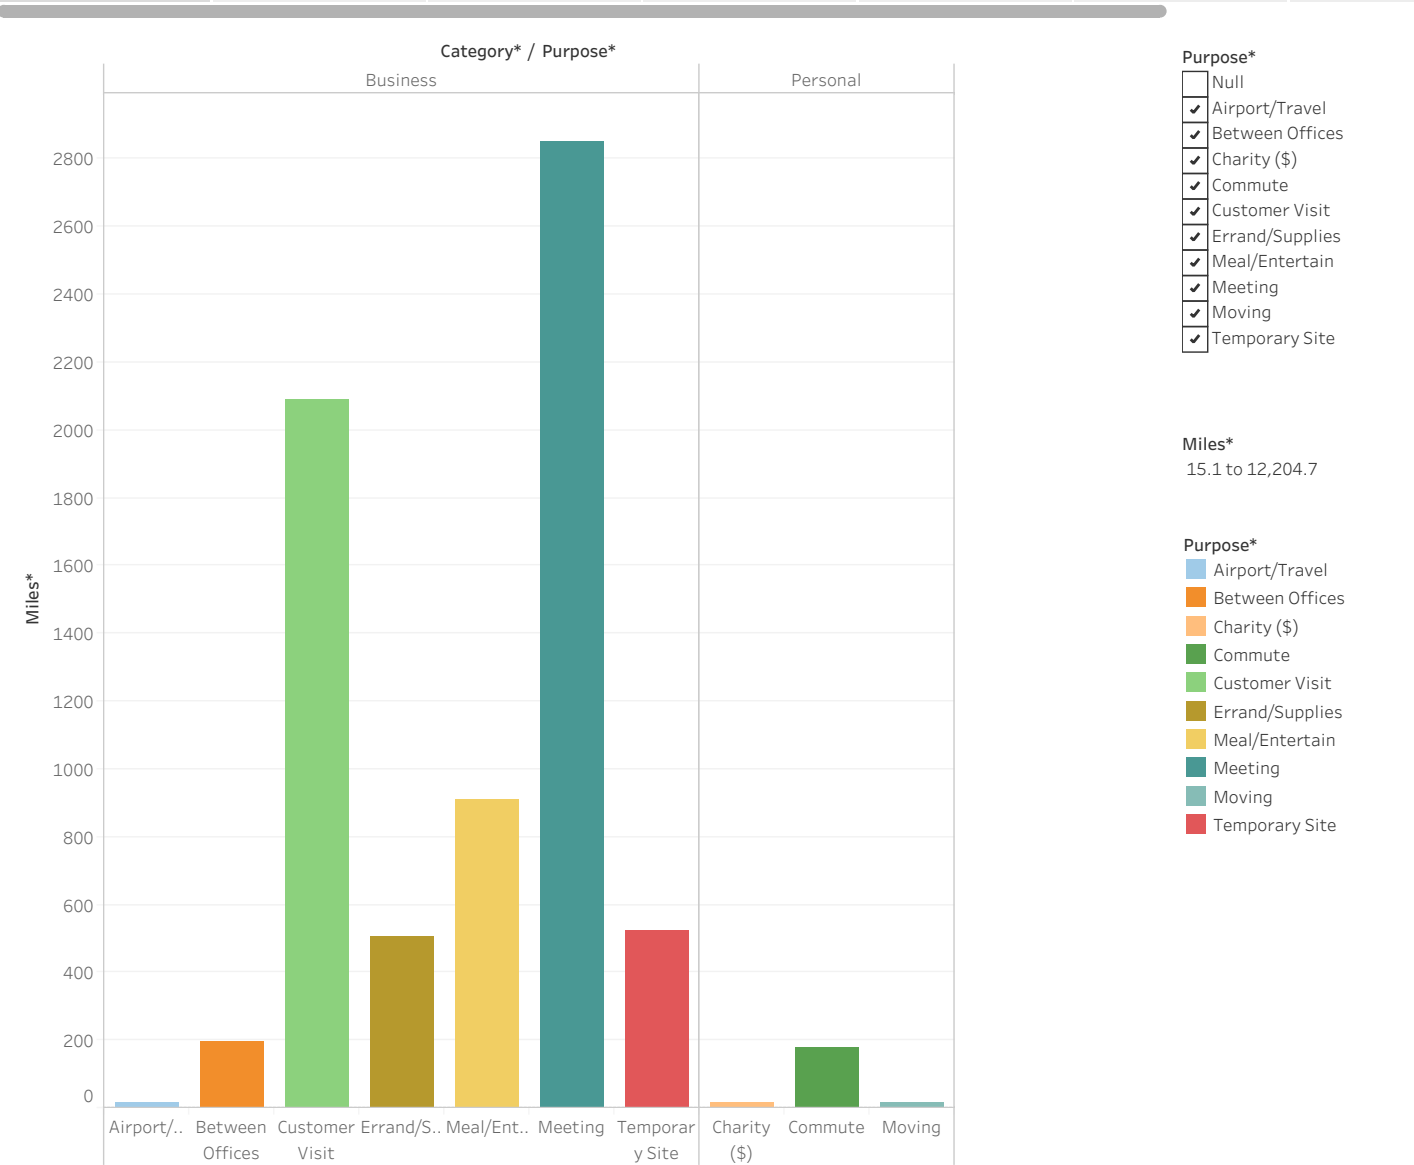 Category* / Purpose*
Business
Personal
2800
2600
2400
2200
2000
1800
1600
1400
1200
1000
800
600
400
200
0
Miles*
Airport/..
Between
Offices
Customer
Visit
Errand/S..
Meal/Ent..
Meeting
Temporar
y Site
Charity
($)
Commute
Moving
Purpose*
Null
Airport/Travel
Between Offices
Charity ($)
Commute
Customer Visit
Errand/Supplies
Meal/Entertain
Meeting
Moving
Temporary Site
Miles*
15.1 to 12,204.7
Purpose*
Airport/Travel
Between Offices
Charity ($)
Commute
Customer Visit
Errand/Supplies
Meal/Entertain
Meeting
Moving
Temporary Site